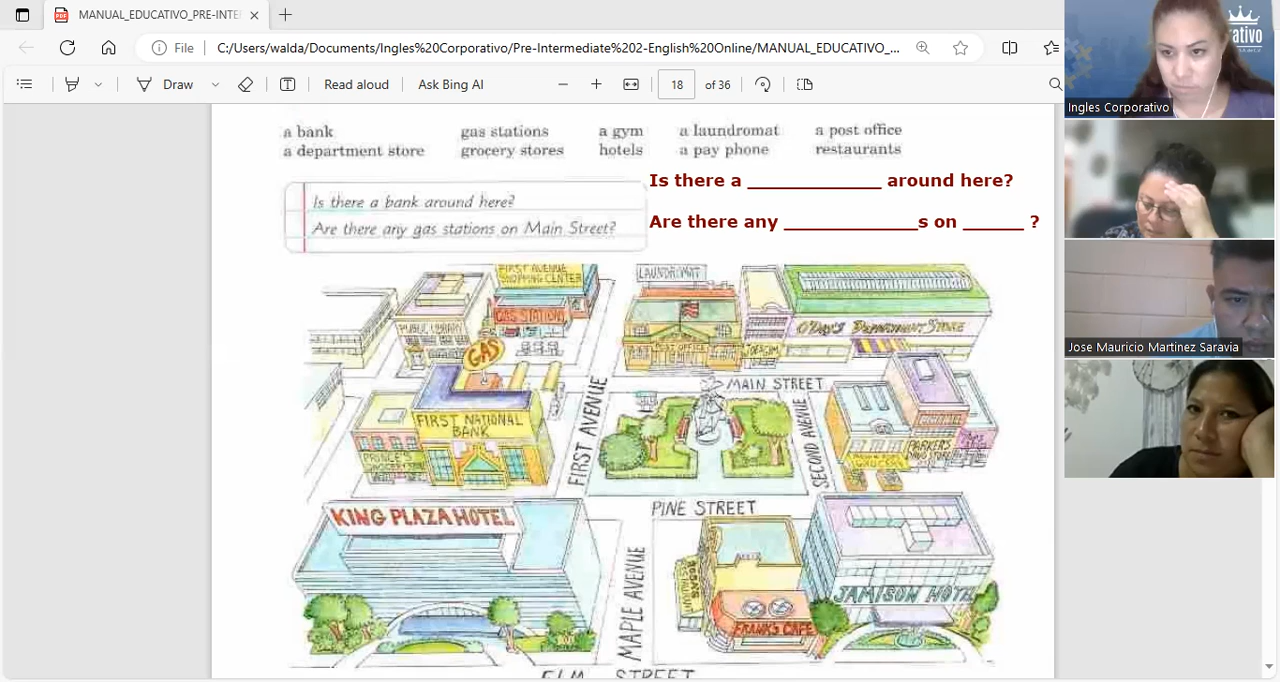 MANUAL_EDUCATIVO_PRE-INTE
File
C:/Users/walda/Documents/Ingles%20Corporativo/Pre-Intermediate%202-English%20Online/MANUAL_EDUCATIVO_...
Draw
Read aloud
Ask Bing AI
18
of 36
a bank gas stations a gym a laundromat a post office
a department store grocery stores hotels a pay phone restaurants
Is there a bank around here?
Are there any gas stations on Main Street?
Is there a ____________ around here?
Are there any ____________s on ______ ?
FIRST AVENUE
SHOPPING CENTER
LAUNDROMAT
GAS STATION
PUBLIC LIBRARY
POST OFFICE
O'DAY'S DEPARTMENT STORE
GAS
MAIN STREET
FIRST NATIONAL
BANK
FIRST AVENUE
SECOND AVENUE
PARKER'S
DRUG STORE
KING PLAZA HOTEL
PINE STREET
MAPLE AVENUE
JAMISON HOTEL
FRANK'S CAFE
ELM STREET
Ingles Corporativo
Jose Mauricio Martinez Saravia